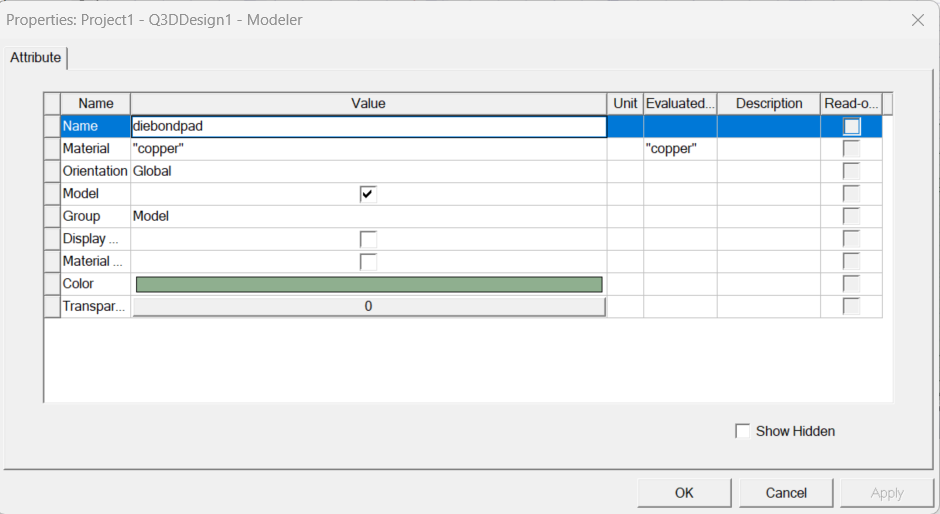 Properties: Project1 - Q3DDesign1 - Modeler
Attribute
Name Value Unit Evaluated... Description Read-o...
Name diebondpad
Material "copper" "copper"
Orientation Global
Model
Group Model
Display ...
Material ...
Color
Transpar... 0
Show Hidden
OK Cancel Apply